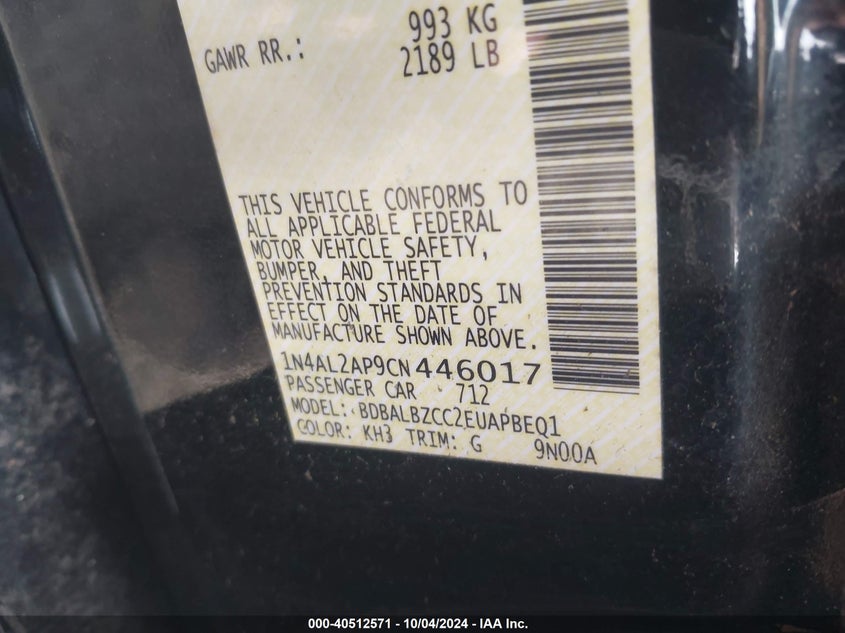 993 KG
GAWR RR.: 2189 LB
THIS VEHICLE CONFORMS TO
ALL APPLICABLE FEDERAL
MOTOR VEHICLE SAFETY,
BUMPER, AND THEFT
PREVENTION STANDARDS IN
EFFECT ON THE DATE OF
MANUFACTURE SHOWN ABOVE.
1N4AL2AP9CN446017
PASSENGER CAR 712
MODEL: BDBALBZCC2EUAPBEQ1
COLOR: KH3 TRIM: G 9N00A
000-40512571 - 10/04/2024 - IAA Inc.